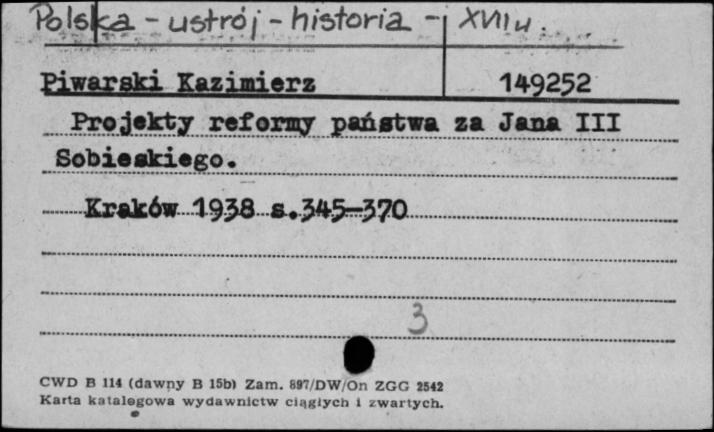 Polska - ustrój - historia - XVII w.
Piwarski Kazimierz 149252
Projekty reformy państwa za Jana III
Sobieskiego.
Kraków 1938 s.345-370
3
CWD B 114 (dawny B 15b) Zam. 897/DW/On ZGG 2542
Karta katalogowa wydawnictw ciągłych i zwartych.